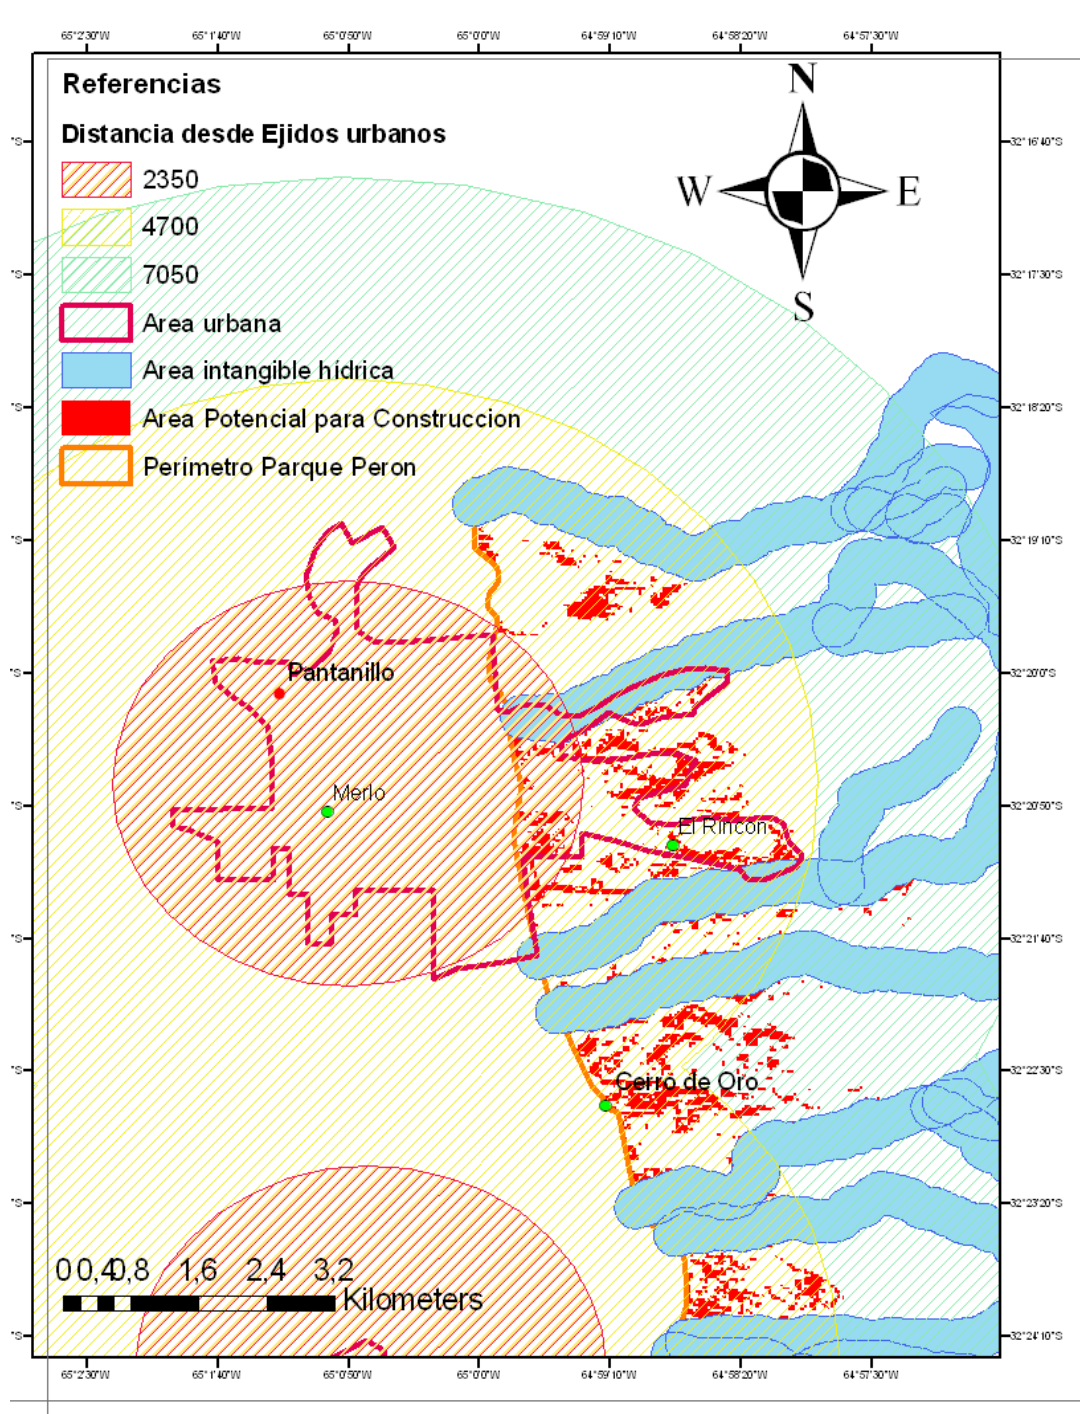 65°2'30"W 65°1'40"W 65°0'50"W 65°0'0"W 64°59'10"W 64°58'20"W 64°57'30"W
Referencias
Distancia desde Ejidos urbanos
2350
4700
7050
Area urbana
Area intangible hídrica
Area Potencial para Construccion
Perímetro Parque Peron
N
W
E
S
32°16'40"S
32°17'30"S
32°18'20"S
32°19'10"S
32°20'0"S
32°20'50"S
32°21'40"S
32°22'30"S
32°23'20"S
32°24'10"S
°S
°S
°S
°S
°S
°S
°S
°S
°S
°S
Pantanillo
Merlo
El Rincon
Cerro de Oro
0 0,4 0,8 1,6 2,4 3,2
Kilometers
65°2'30"W 65°1'40"W 65°0'50"W 65°0'0"W 64°59'10"W 64°58'20"W 64°57'30"W